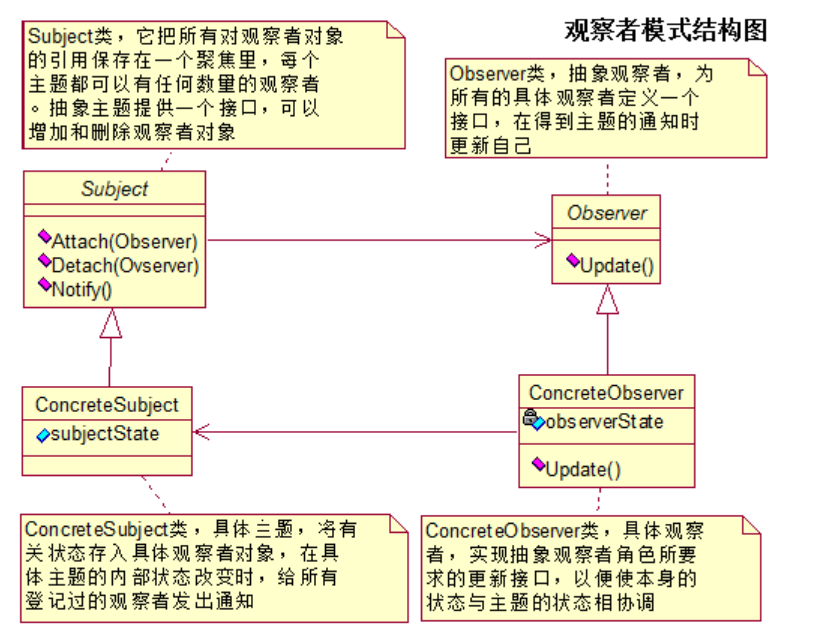 观察者模式结构图
Subject类，它把所有对观察者对象
的引用保存在一个聚焦里，每个
主题都可以有任何数量的观察者
。抽象主题提供一个接口，可以
增加和删除观察者对象
Observer类，抽象观察者，为
所有的具体观察者定义一个
接口，在得到主题的通知时
更新自己
Subject
Attach(Observer)
Detach(Ovserver)
Notify()
Observer
Update()
ConcreteSubject
subjectState
ConcreteObserver
observerState
Update()
ConcreteSubject类，具体主题，将有
关状态存入具体观察者对象，在具
体主题的内部状态改变时，给所有
登记过的观察者发出通知
ConcreteObserver类，具体观察
者，实现抽象观察者角色所要
求的更新接口，以便使本身的
状态与主题的状态相协调